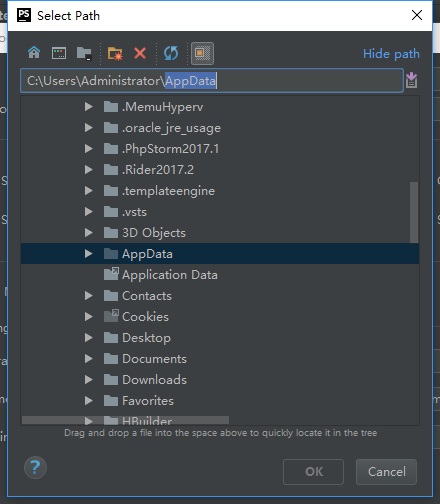 PS Select Path
Hide path
C:\Users\Administrator\AppData
.MemuHyperv
.oracle_jre_usage
.PhpStorm2017.1
.Rider2017.2
.templateengine
.vsts
3D Objects
AppData
Application Data
Contacts
Cookies
Desktop
Documents
Downloads
Favorites
HBuilder
Drag and drop a file into the space above to quickly locate it in the tree
?
OK
Cancel